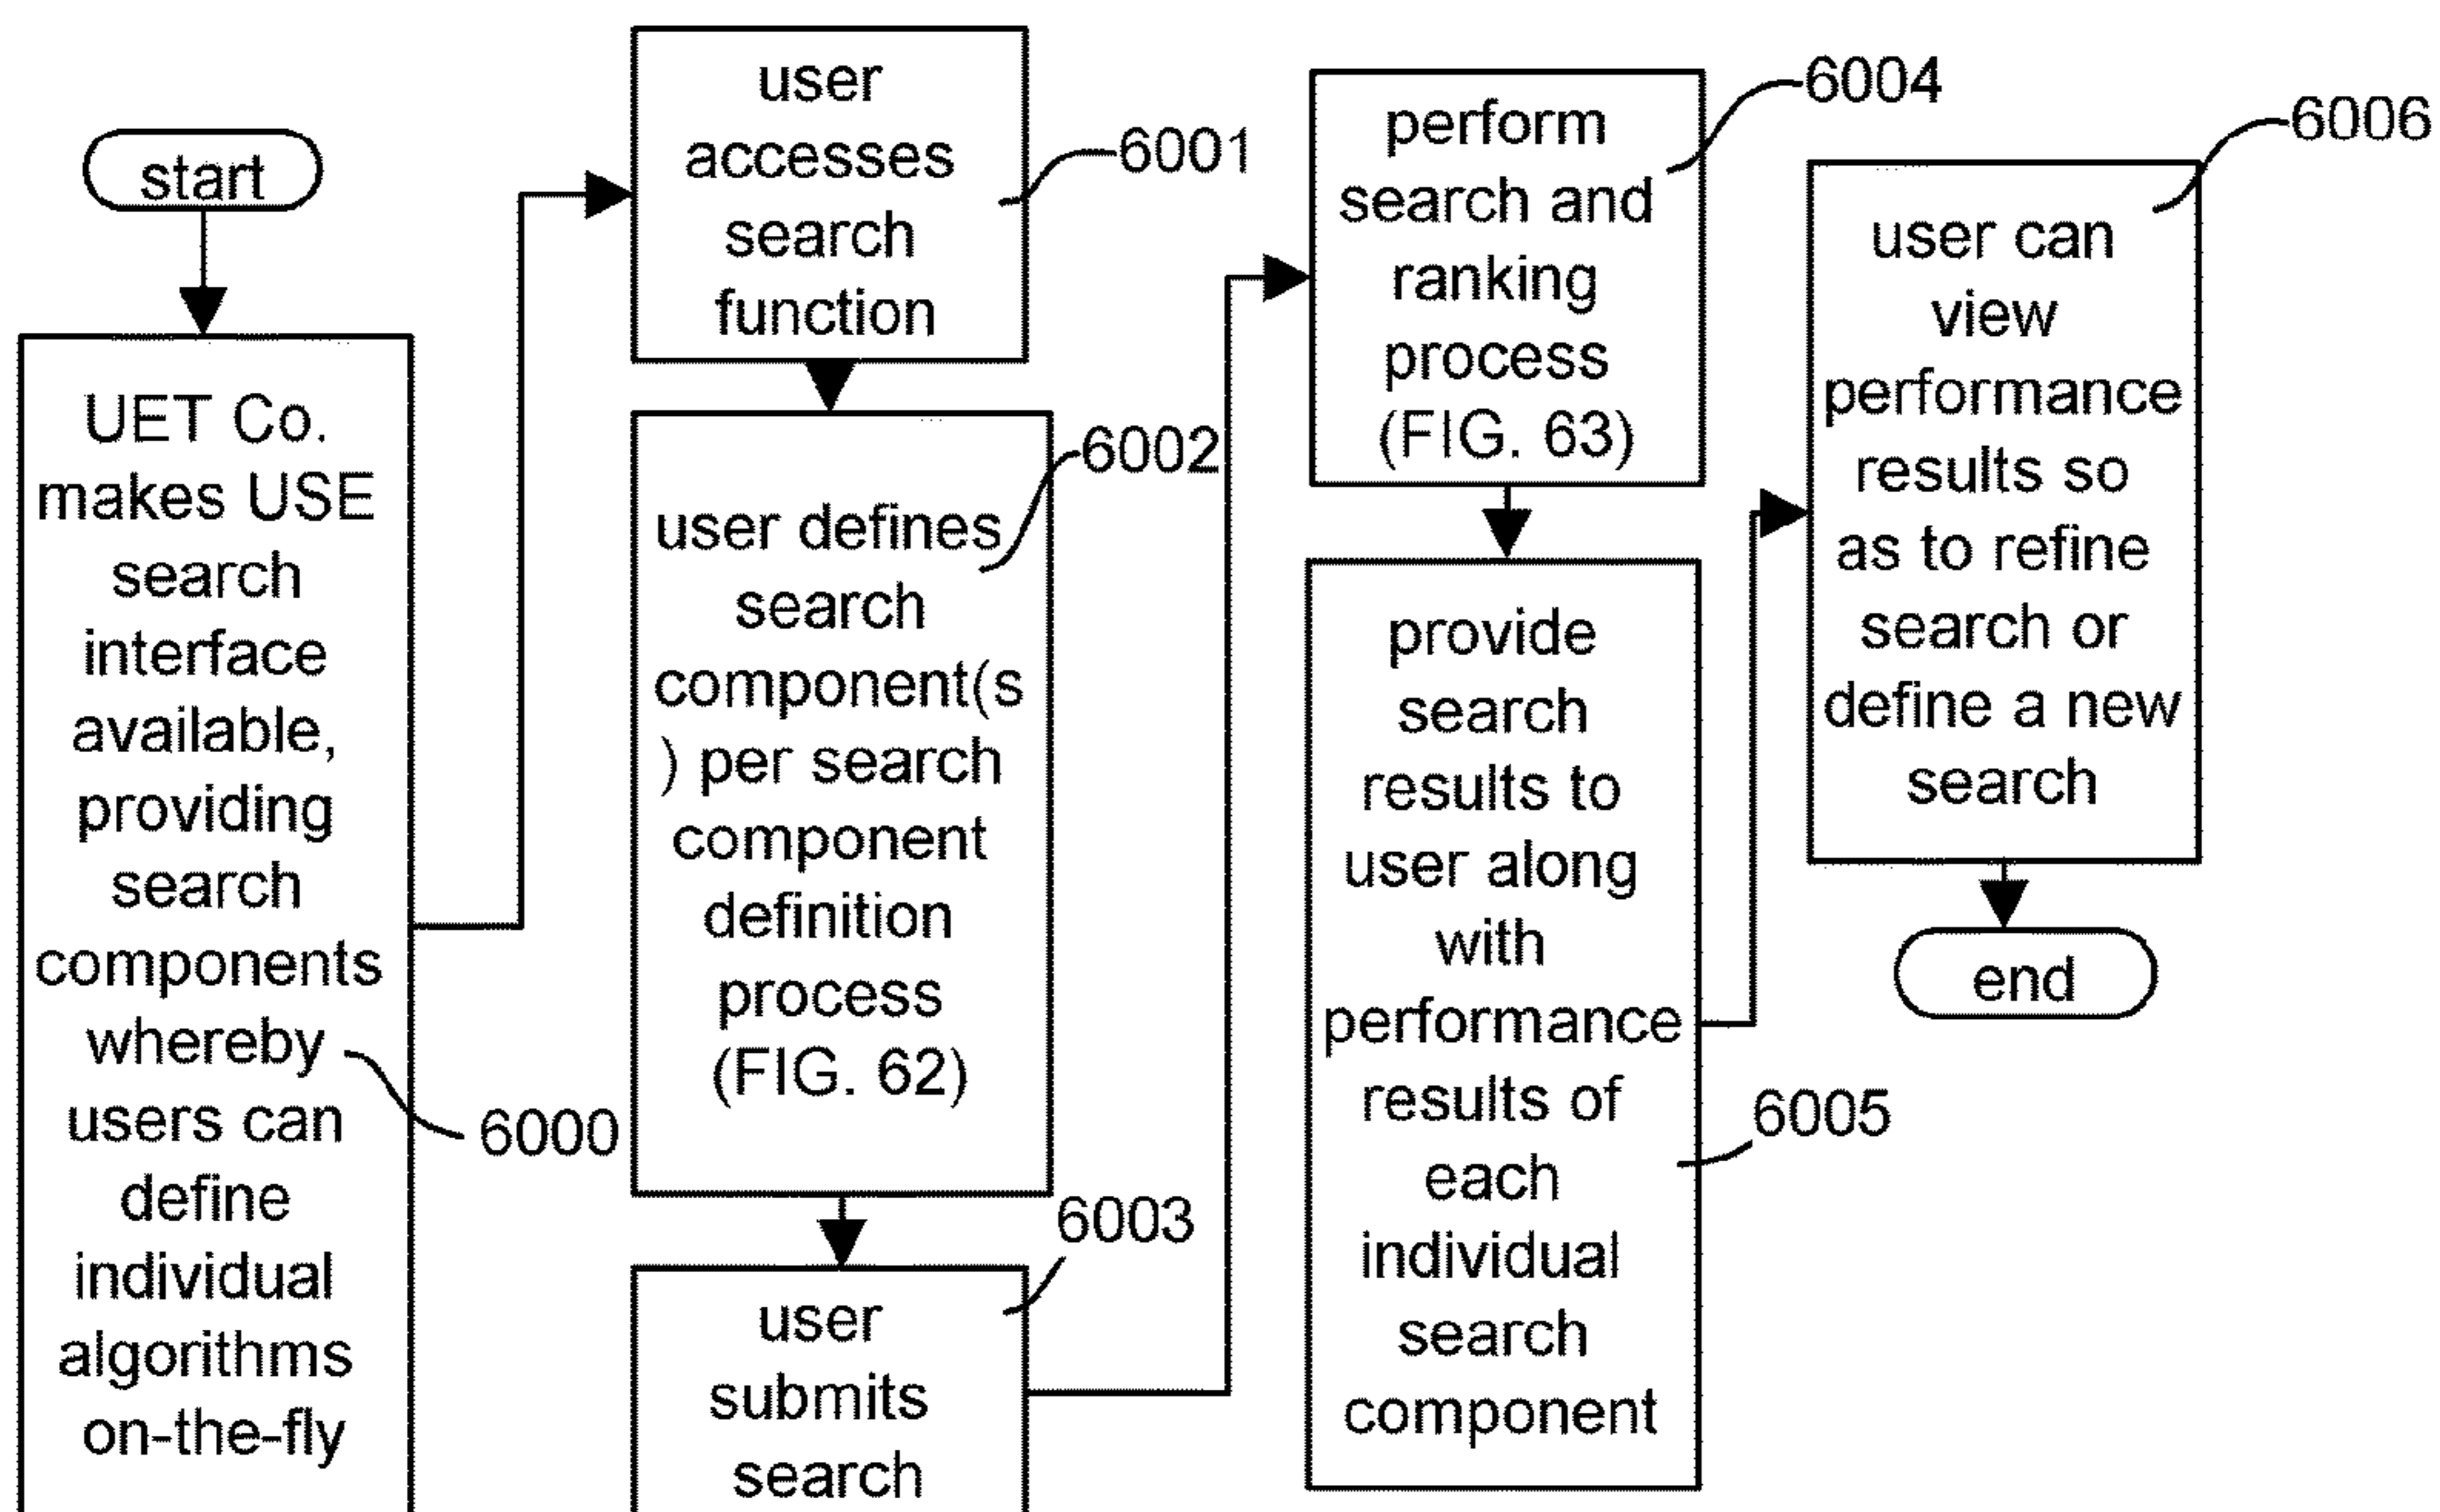 start
UET Co.
makes USE
search
interface
available,
providing
search
components
whereby
users can
define
individual
algorithms
on-the-fly
6000
user
accesses
search
function
6001
user defines
search
component(s
) per search
component
definition
process
(FIG. 62)
6002
user
submits
search
6003
perform
search and
ranking
process
(FIG. 63)
6004
provide
search
results to
user along
with
performance
results of
each
individual
search
component
6005
user can
view
performance
results so
as to refine
search or
define a new
search
6006
end